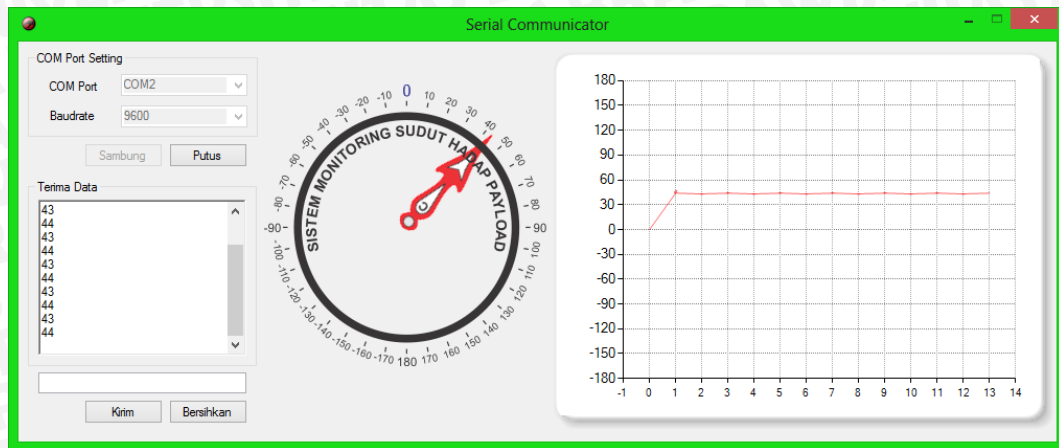 Serial Communicator
COM Port Setting
COM Port COM2
Baudrate 9600
Sambung Putus
Terima Data
43
44
43
44
43
44
43
44
43
44
Kirim Bersihkan
0 10 20 30 40 50 60 70 80 90 100 110 120 130 140 150 160 170 180
-10 -20 -30 -40 -50 -60 -70 -80 -90 -100 -110 -120 -130 -140 -150 -160 -170
SISTEM MONITORING SUDUT HADAP PAYLOAD
180
150
120
90
60
30
0
-30
-60
-90
-120
-150
-180
-1 0 1 2 3 4 5 6 7 8 9 10 11 12 13 14